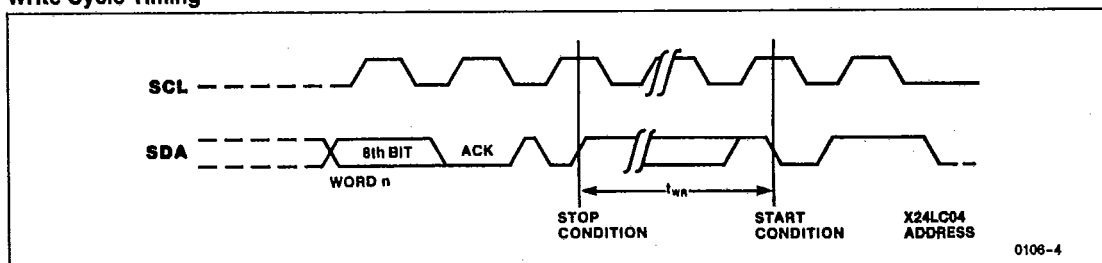 Write Cycle Timing
SCL
SDA
8th BIT
ACK
WORD n
tWR
STOP
CONDITION
START
CONDITION
X24LC04
ADDRESS
0106-4